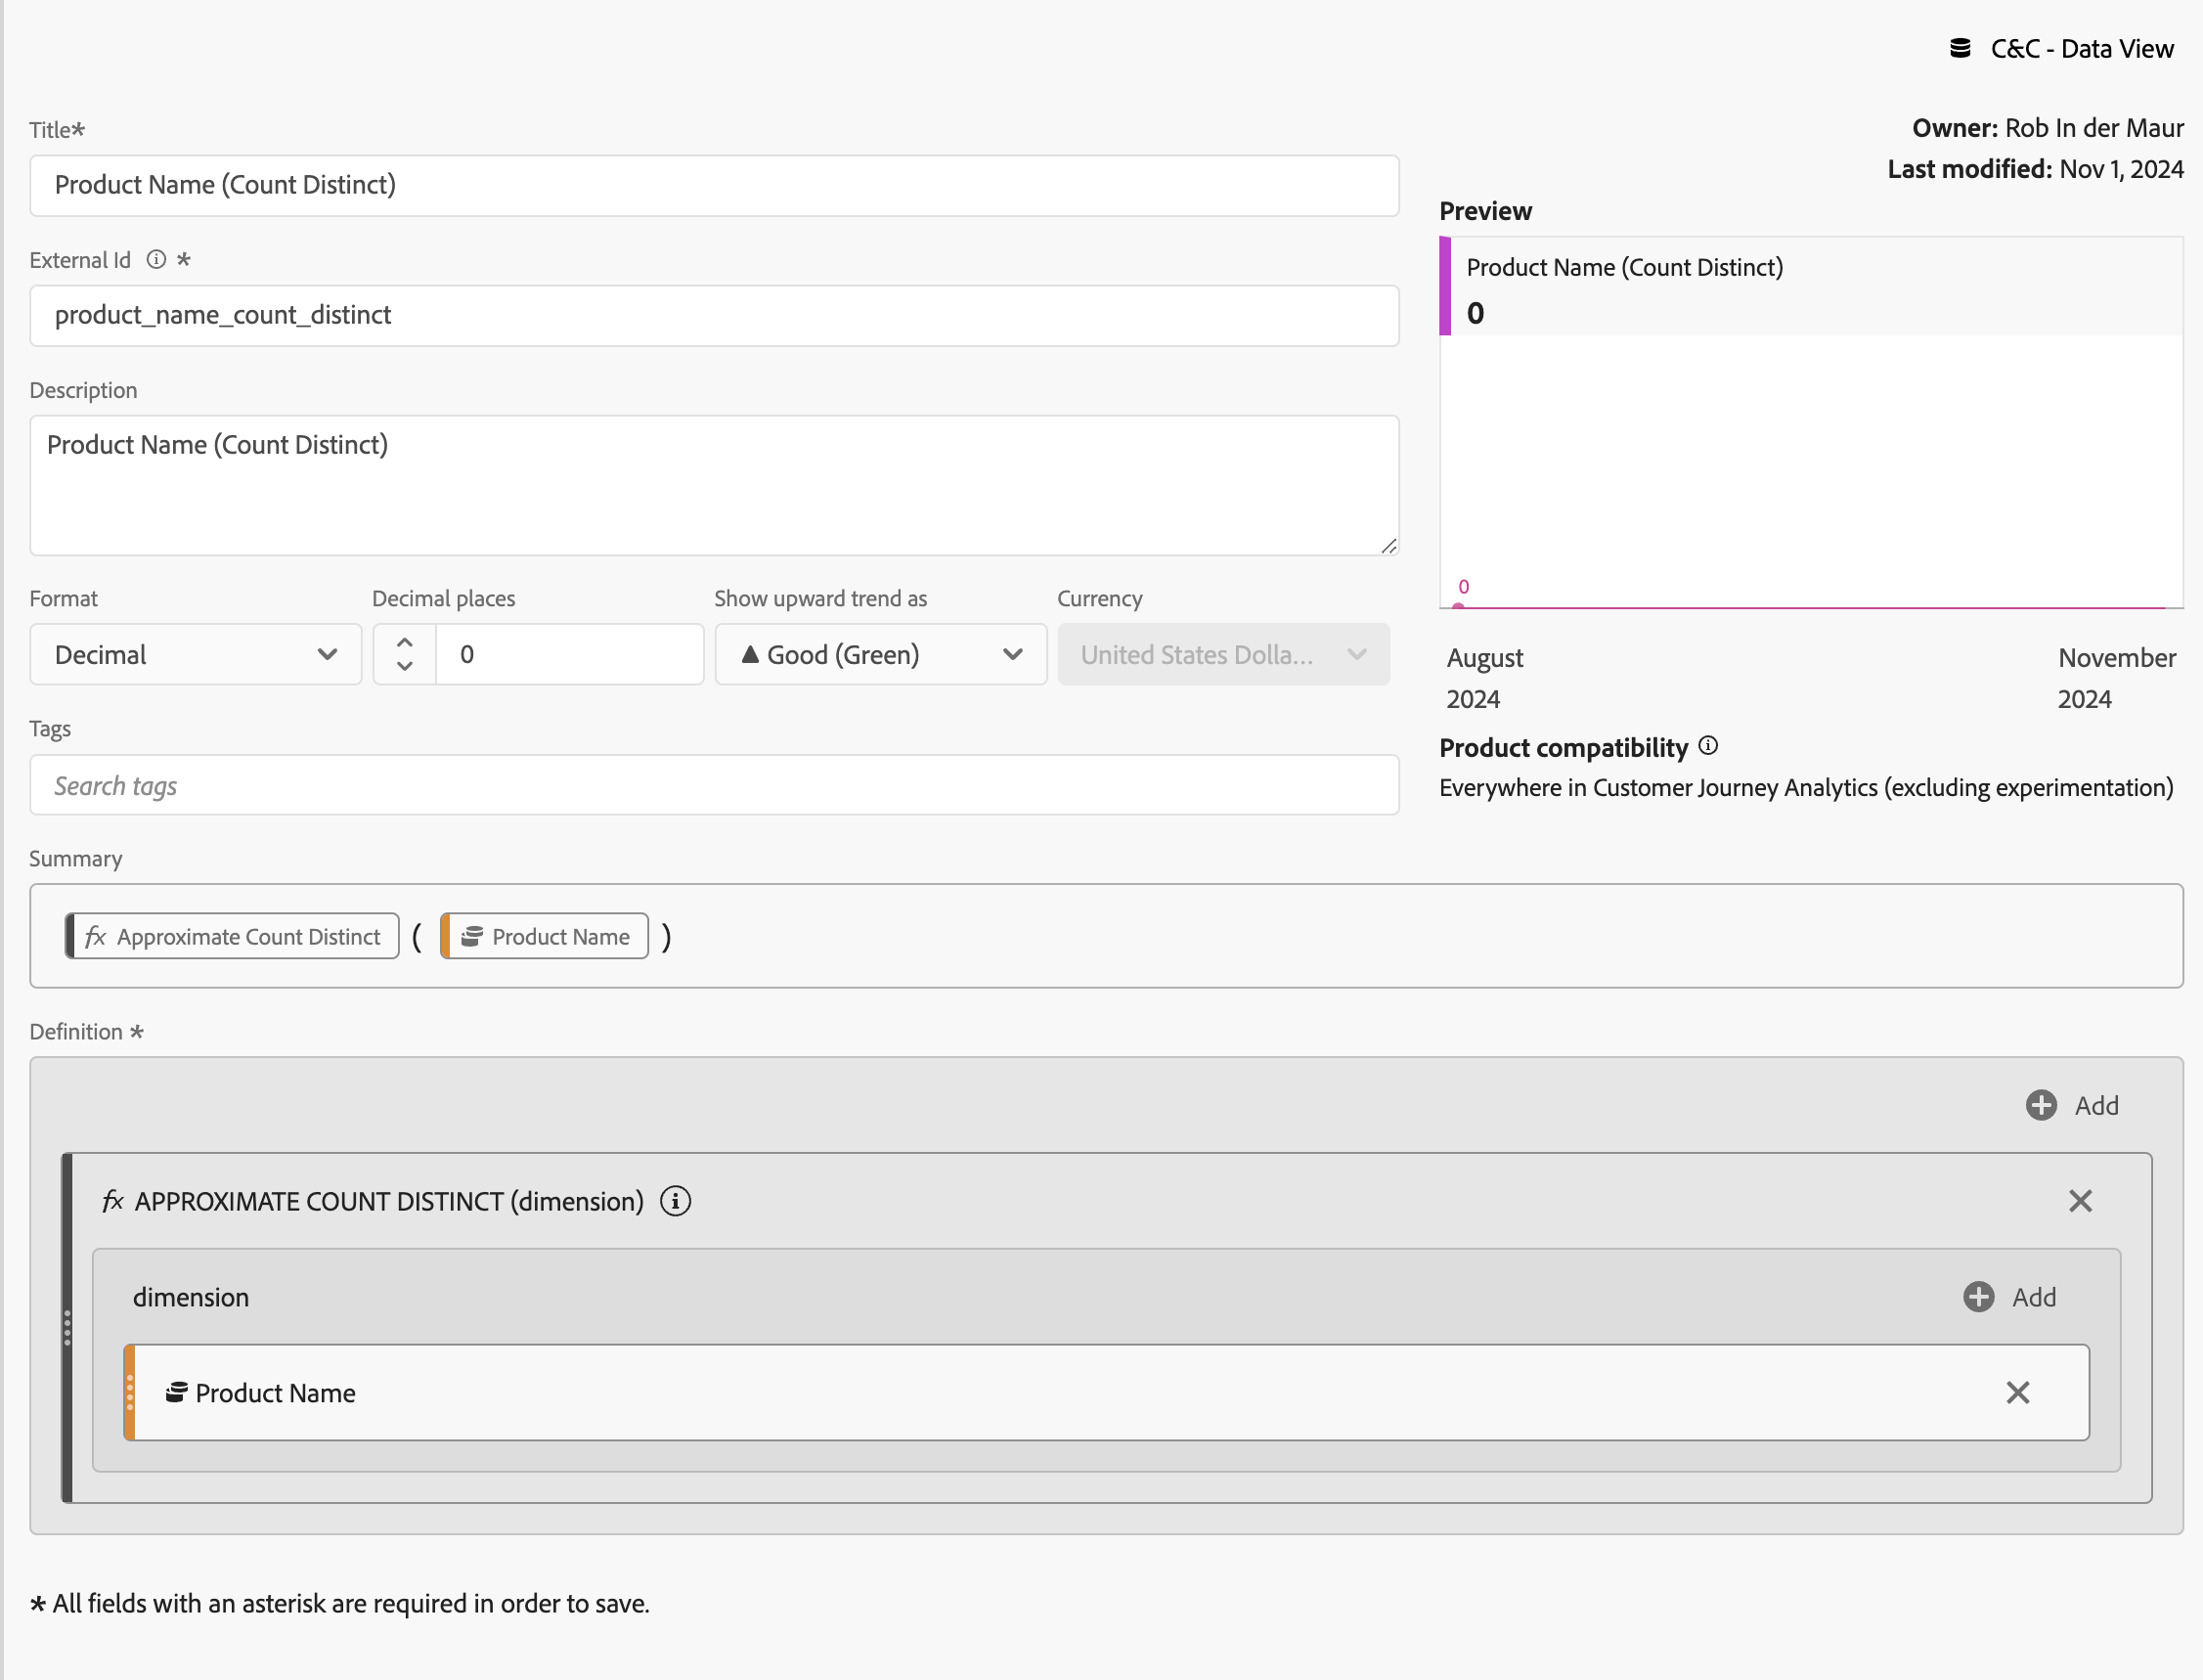 C&C - Data View
Title*
Product Name (Count Distinct)
External Id *
product_name_count_distinct
Description
Product Name (Count Distinct)
Format
Decimal
Decimal places
0
Show upward trend as
Good (Green)
Currency
United States Dolla...
Tags
Search tags
Owner: Rob In der Maur
Last modified: Nov 1, 2024
Preview
Product Name (Count Distinct)
0
0
August
2024
November
2024
Product compatibility
Everywhere in Customer Journey Analytics (excluding experimentation)
Summary
fx Approximate Count Distinct ( Product Name )
Definition *
Add
fx APPROXIMATE COUNT DISTINCT (dimension)
dimension
Add
Product Name
* All fields with an asterisk are required in order to save.